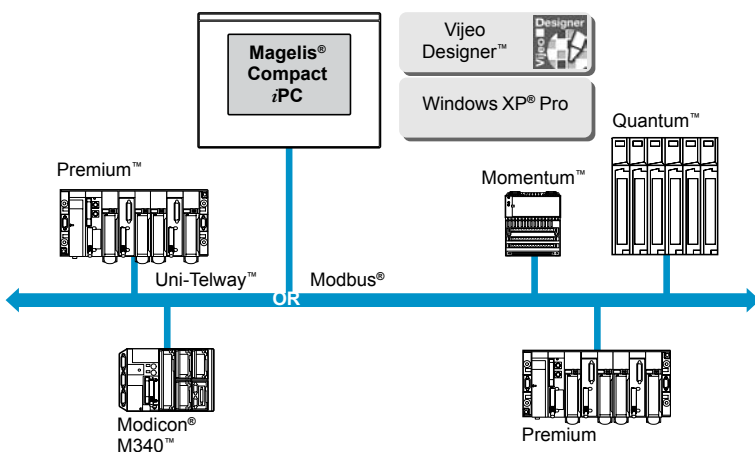 Magelis®
Compact
iPC
Vijeo
Designer™
Vijeo
Designer
Windows XP® Pro
Quantum™
Premium™
Momentum™
Uni-Telway™
OR
Modbus®
Modicon®
M340™
Premium